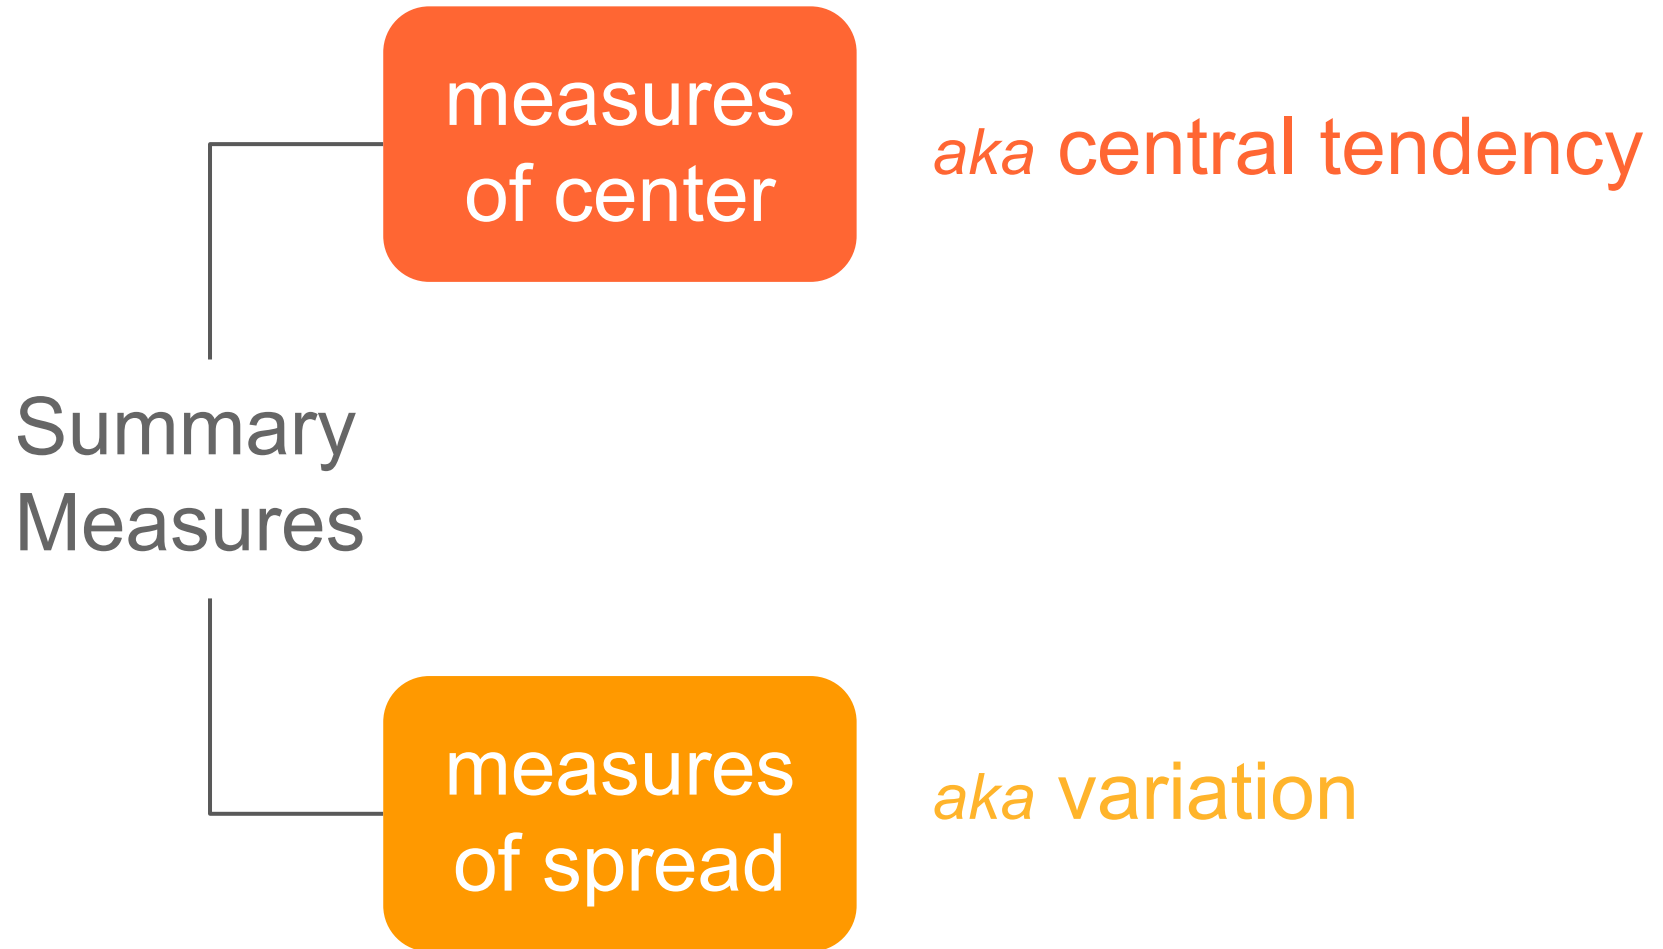 measures
of center
aka central tendency
Summary
Measures
measures
of spread
aka variation